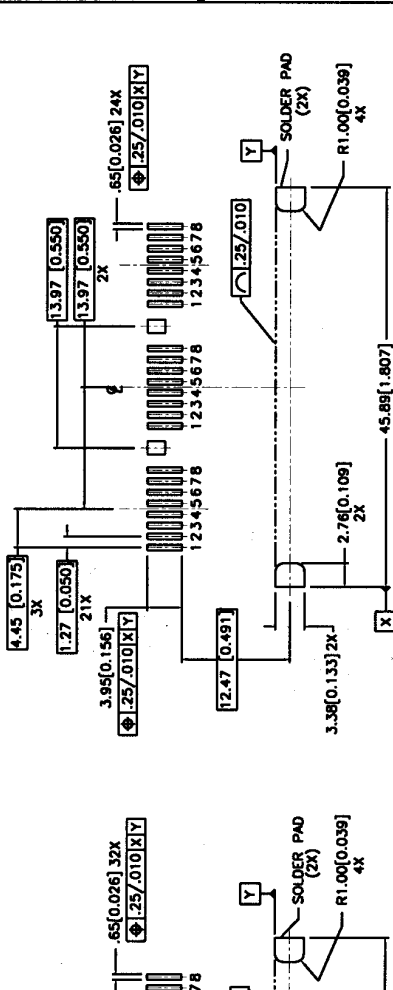 13.97 [0.550]
13.97 [0.550]
2X
.65[0.026] 24X
⌖ .25/.010 X Y
4.45 [0.175]
3X
1.27 [0.050]
21X
3.95[0.156]
⌖ .25/.010 X Y
℄
12345678
12345678
12345678
12.47 [0.491]
⌓ .25/.010
Y
SOLDER PAD
(2X)
R1.00[0.039]
4X
2.76[0.109]
2X
3.38[0.133] 2X
45.89[1.807]
X
.65[0.026] 32X
⌖ .25/.010 X Y
78
Y
SOLDER PAD
(2X)
R1.00[0.039]
4X